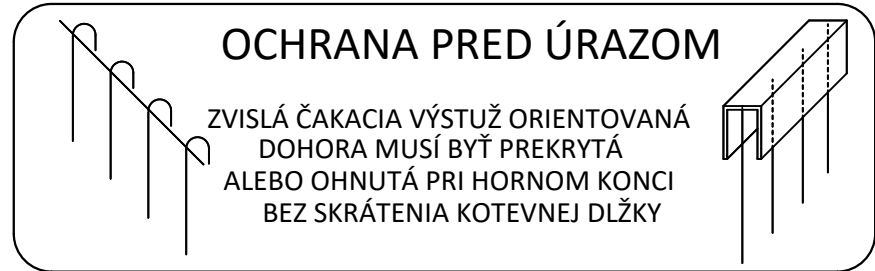 OCHRANA PRED ÚRAZOM
ZVISLÁ ČAKACIA VÝSTUŽ ORIENTOVANÁ
DOHORA MUSÍ BYŤ PREKRYTÁ
ALEBO OHNUTÁ PRI HORNOM KONCI
BEZ SKRÁTENIA KOTEVNEJ DLŽKY